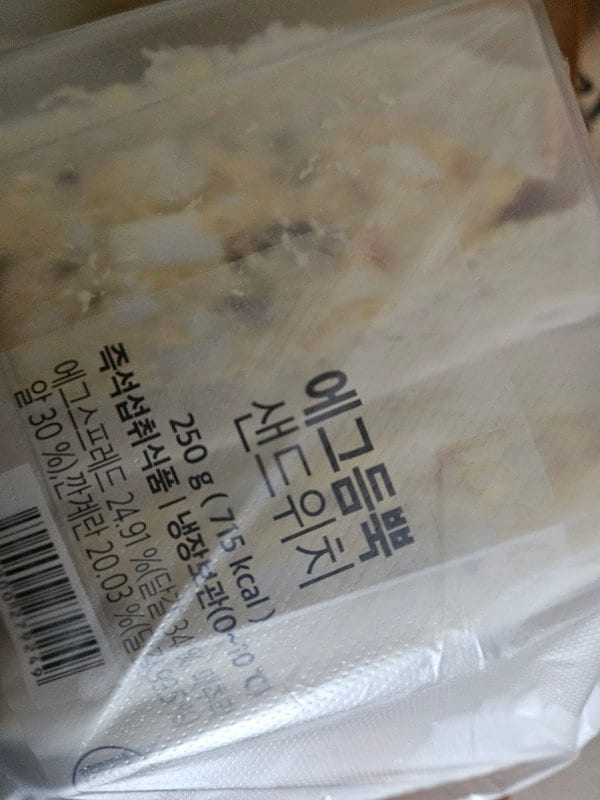 에그듬뿍
샌드위치
250 g ( 715 kcal )
즉석섭취식품 | 냉장보관(0~10 ℃)
에그스프레드 24.91 %(달걀 34 %
알 30 %),깐계란 20.03 %(